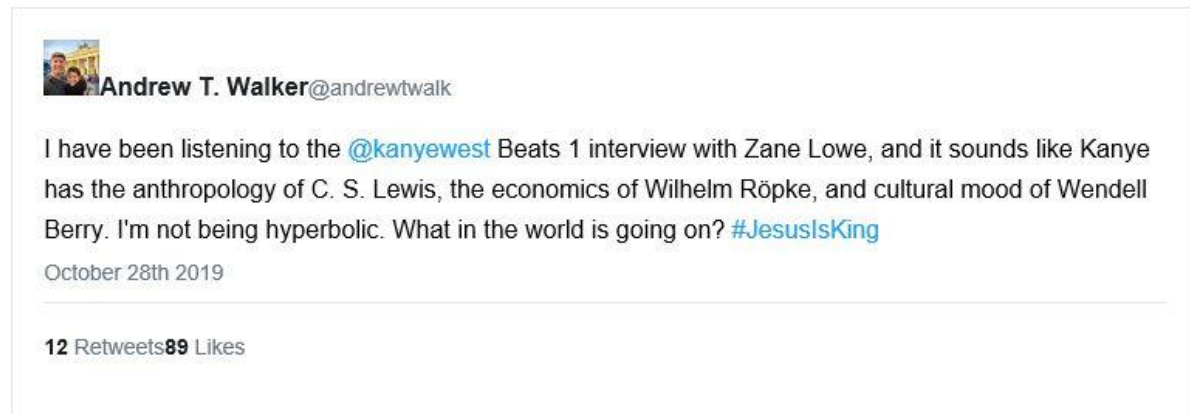 Andrew T. Walker@andrewtwalk
I have been listening to the @kanyewest Beats 1 interview with Zane Lowe, and it sounds like Kanye
has the anthropology of C. S. Lewis, the economics of Wilhelm Röpke, and cultural mood of Wendell
Berry. I'm not being hyperbolic. What in the world is going on? #JesusIsKing
October 28th 2019
12 Retweets89 Likes